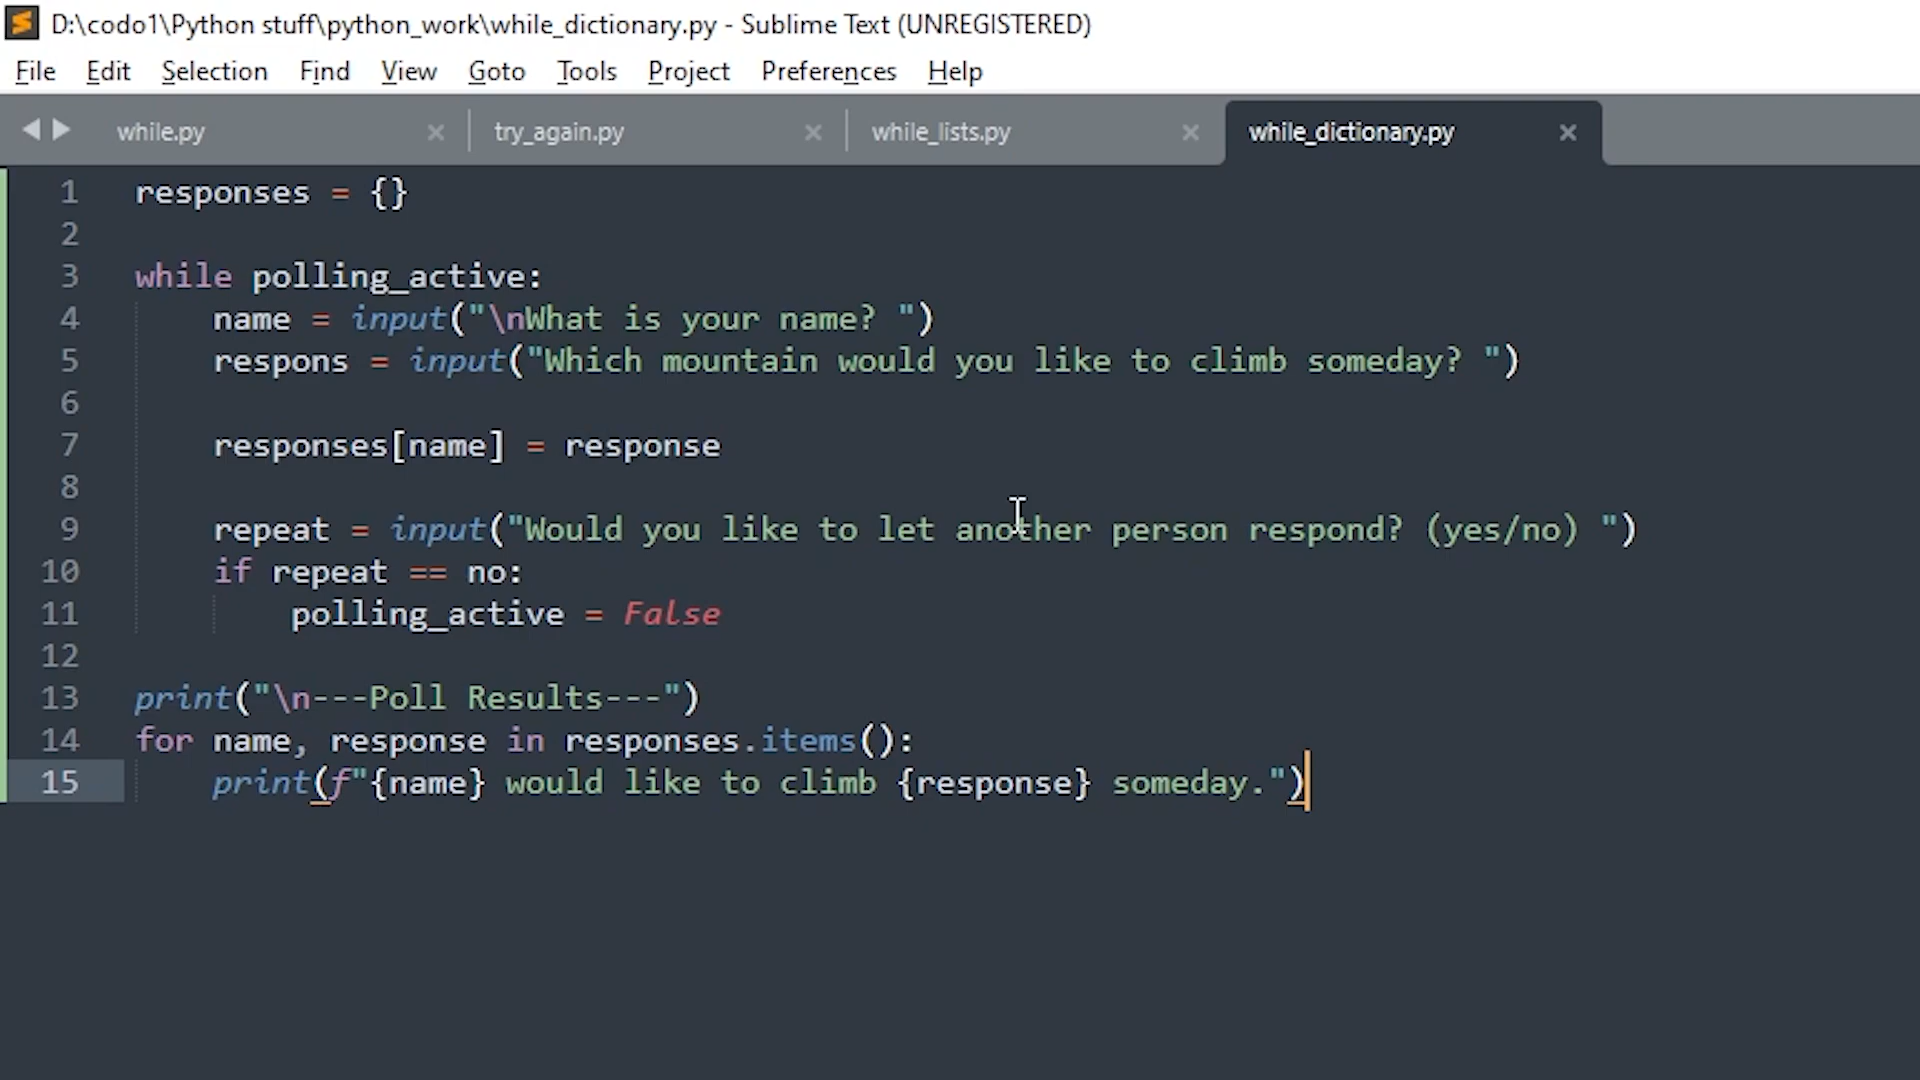 D:\codo1\Python stuff\python_work\while_dictionary.py - Sublime Text (UNREGISTERED)
File Edit Selection Find View Goto Tools Project Preferences Help
while.py try_again.py while_lists.py while_dictionary.py
1 responses = {}
2
3 while polling_active:
4     name = input("\nWhat is your name? ")
5     respons = input("Which mountain would you like to climb someday? ")
6
7     responses[name] = response
8
9     repeat = input("Would you like to let another person respond? (yes/no) ")
10     if repeat == no:
11         polling_active = False
12
13 print("\n---Poll Results---")
14 for name, response in responses.items():
15     print(f"{name} would like to climb {response} someday.")